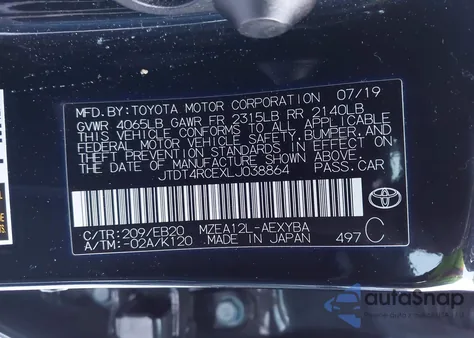 MFD.BY:TOYOTA MOTOR CORPORATION 07/19
GVWR 4065LB GAWR FR 2315LB RR 2140LB
THIS VEHICLE CONFORMS TO ALL APPLICABLE
FEDERAL MOTOR VEHICLE SAFETY, BUMPER, AND
THEFT PREVENTION STANDARDS IN EFFECT ON
THE DATE OF MANUFACTURE SHOWN ABOVE.
JTDT4RCEXLJ038864 PASS.CAR
TOYOTA
C/TR:209/EB20 MZEA12L-AEXYBA
A/TM:-02A/K120 MADE IN JAPAN 497 C
autoSnap